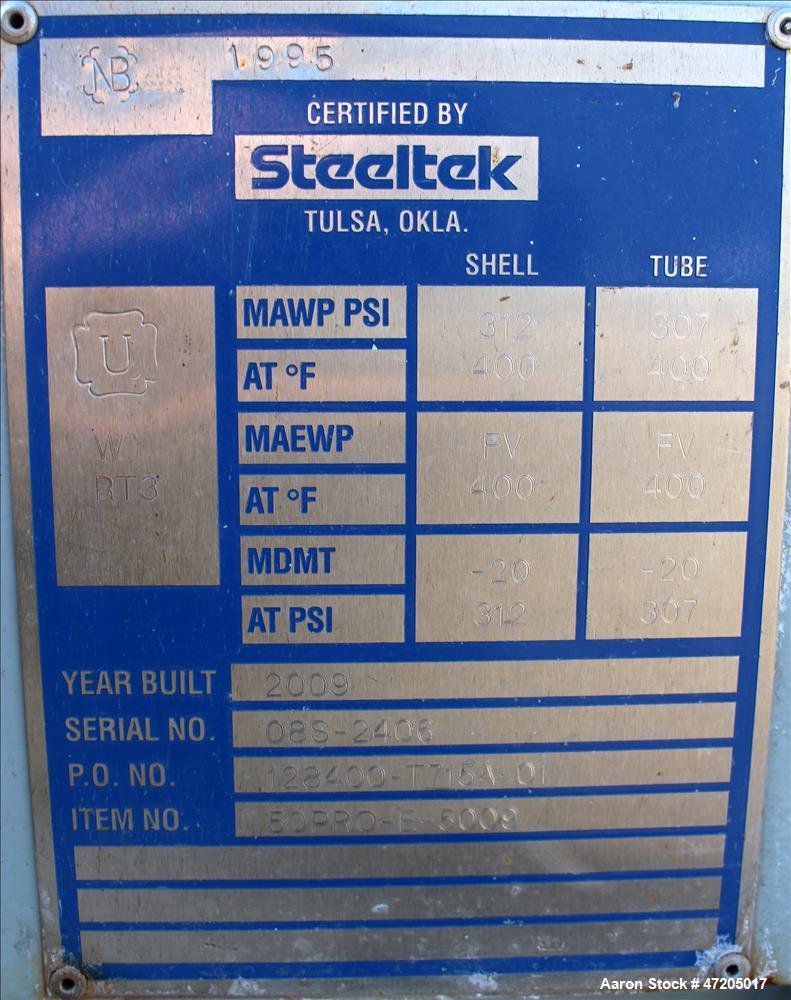 NB 1995
CERTIFIED BY
Steeltek
TULSA, OKLA.
SHELL TUBE
U
W
RT3
MAWP PSI 312 307
AT °F 400 400
MAEWP FV FV
AT °F 400 400
MDMT -20 -20
AT PSI 312 307
YEAR BUILT 2009
SERIAL NO. 08S-2406
P.O. NO. 128400-T715A-01
ITEM NO. 50PRO-E-5009
Aaron Stock # 47205017